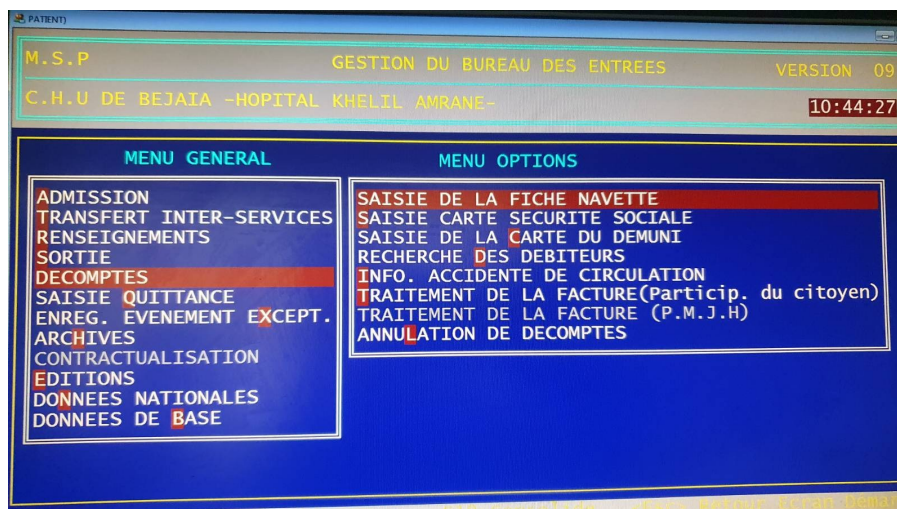 PATIENT)
M.S.P GESTION DU BUREAU DES ENTREES VERSION 09
C.H.U DE BEJAIA -HOPITAL KHELIL AMRANE- 10:44:27
MENU GENERAL
ADMISSION
TRANSFERT INTER-SERVICES
RENSEIGNEMENTS
SORTIE
DECOMPTES
SAISIE QUITTANCE
ENREG. EVENEMENT EXCEPT.
ARCHIVES
CONTRACTUALISATION
EDITIONS
DONNEES NATIONALES
DONNEES DE BASE
MENU OPTIONS
SAISIE DE LA FICHE NAVETTE
SAISIE CARTE SECURITE SOCIALE
SAISIE DE LA CARTE DU DEMUNI
RECHERCHE DES DEBITEURS
INFO. ACCIDENTE DE CIRCULATION
TRAITEMENT DE LA FACTURE(Particip. du citoyen)
TRAITEMENT DE LA FACTURE (P.M.J.H)
ANNULATION DE DECOMPTES